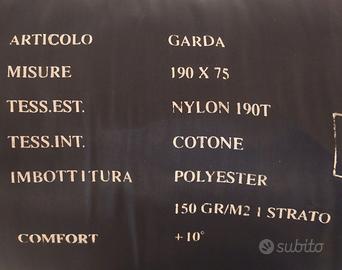 ARTICOLO GARDA
MISURE 190 X 75
TESS.EST. NYLON 190T
TESS.INT. COTONE
IMBOTTITURA POLYESTER
150 GR/M2 1 STRATO
COMFORT +10°
subito